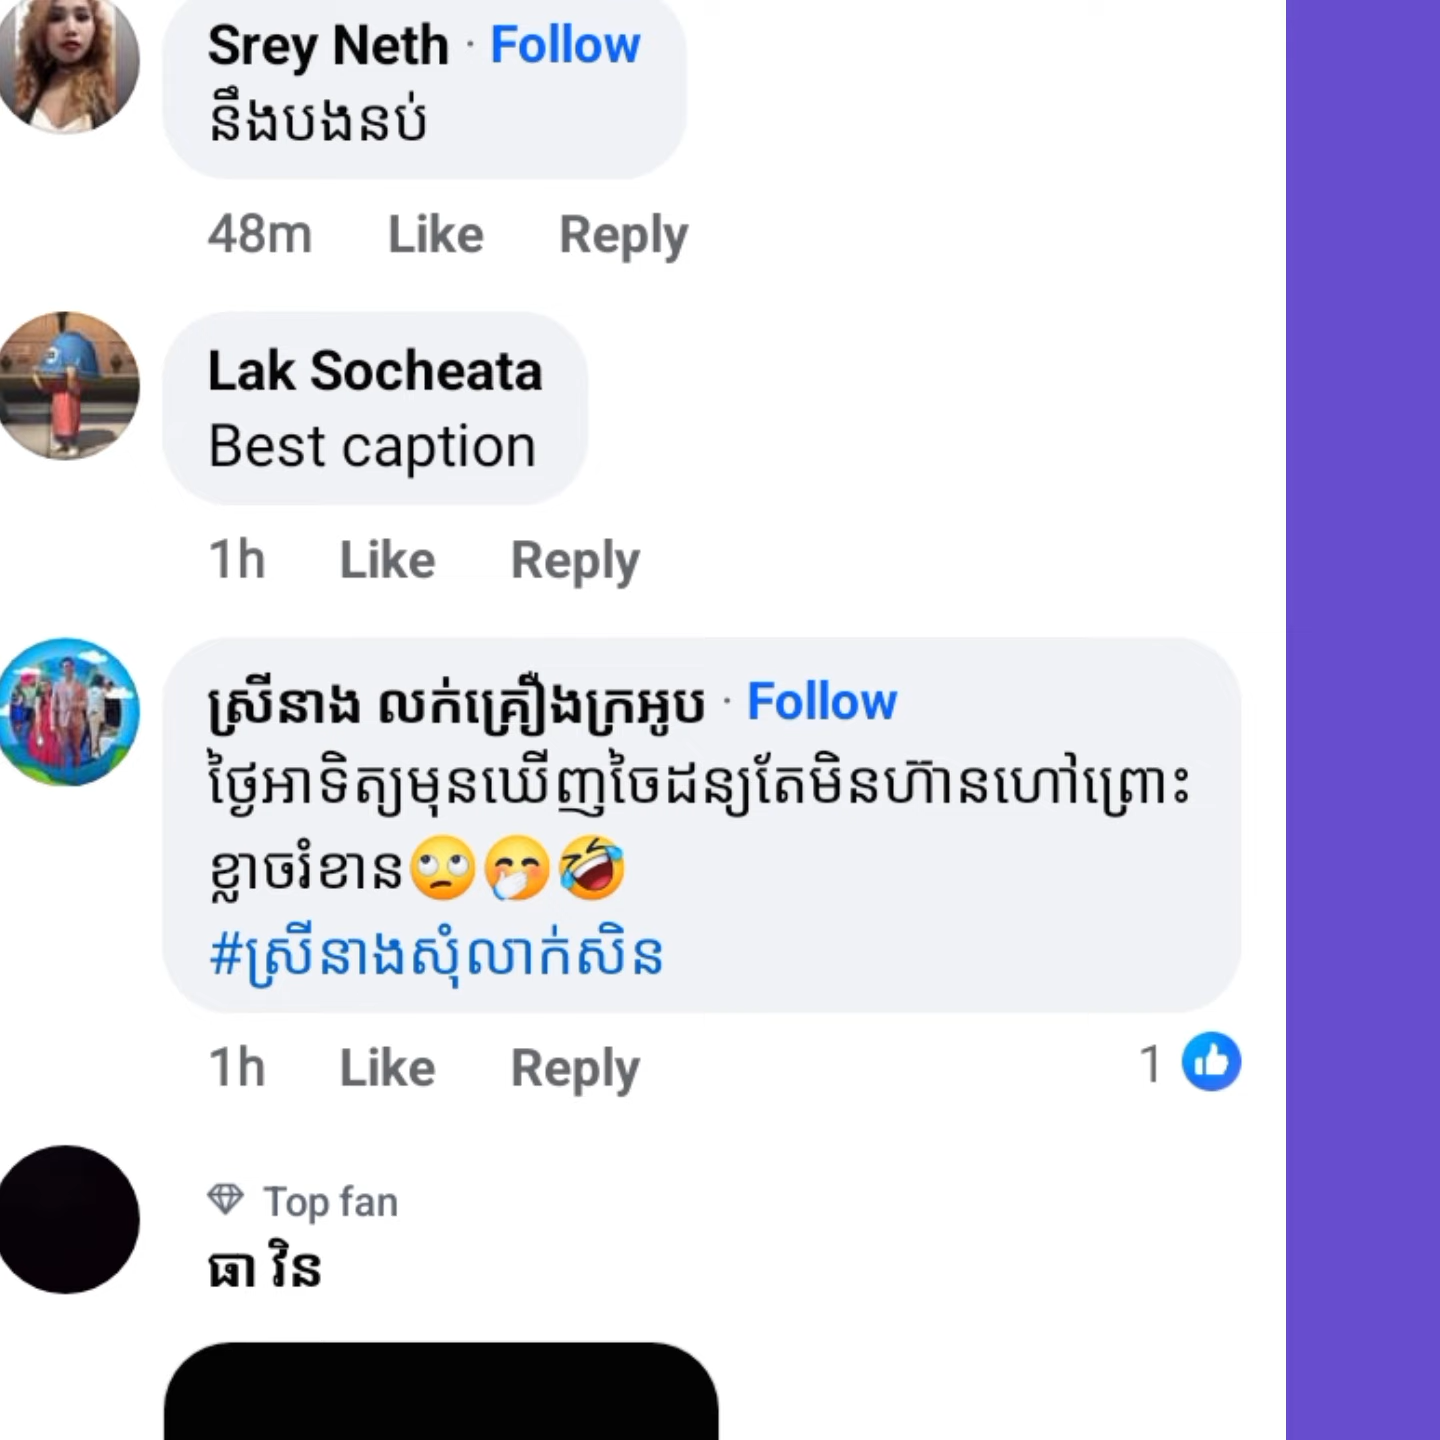 Srey Neth · Follow
នឹងបងនប់
48m Like Reply
Lak Socheata
Best caption
1h Like Reply
ស្រីនាង លក់គ្រឿងក្រអូប · Follow
ថ្ងៃអាទិត្យមុនឃើញចៃដន្យតែមិនហ៊ានហៅព្រោះ
ខ្លាចរំខាន🙄🤭🤣
#ស្រីនាងសុំលាក់សិន
1h Like Reply 1
Top fan
ធា វិន